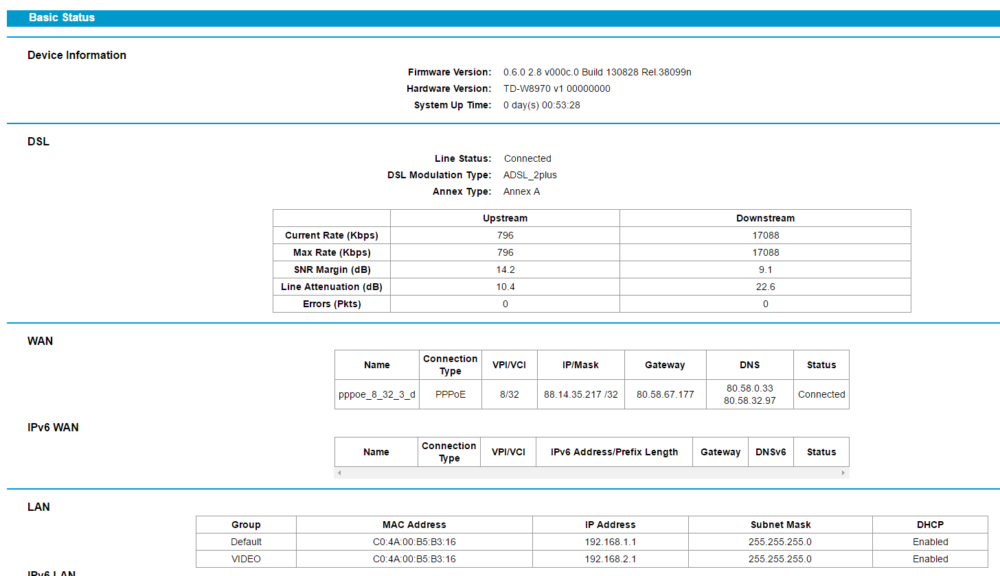 Basic Status
Device Information
Firmware Version: 0.6.0 2.8 v000c.0 Build 130828 Rel.38099n
Hardware Version: TD-W8970 v1 00000000
System Up Time: 0 day(s) 00:53:28
DSL
Line Status: Connected
DSL Modulation Type: ADSL_2plus
Annex Type: Annex A
Upstream Downstream
Current Rate (Kbps) 796 17088
Max Rate (Kbps) 796 17088
SNR Margin (dB) 14.2 9.1
Line Attenuation (dB) 10.4 22.6
Errors (Pkts) 0 0
WAN
Name Connection Type VPI/VCI IP/Mask Gateway DNS Status
pppoe_8_32_3_d PPPoE 8/32 88.14.35.217 /32 80.58.67.177 80.58.0.33 80.58.32.97 Connected
IPv6 WAN
Name Connection Type VPI/VCI IPv6 Address/Prefix Length Gateway DNSv6 Status
LAN
Group MAC Address IP Address Subnet Mask DHCP
Default C0:4A:00:B5:B3:16 192.168.1.1 255.255.255.0 Enabled
VIDEO C0:4A:00:B5:B3:16 192.168.2.1 255.255.255.0 Enabled
IPv6 LAN